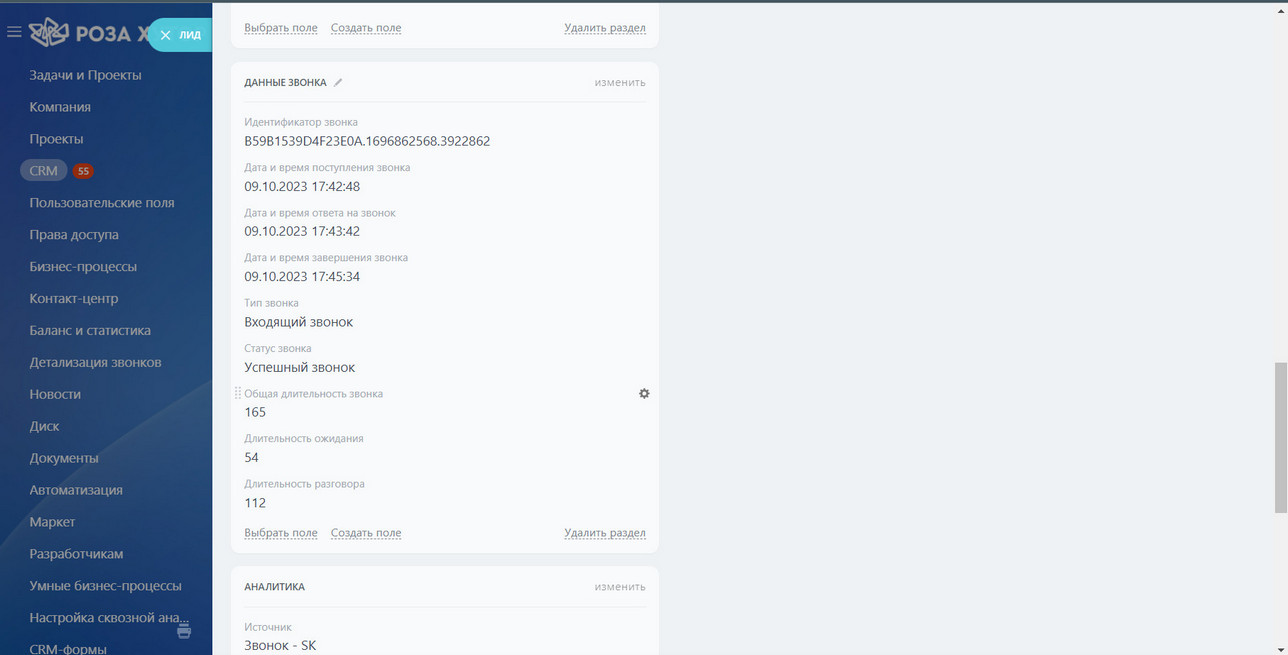 РОЗА Х
ЛИД
Задачи и Проекты
Компания
Проекты
CRM 55
Пользовательские поля
Права доступа
Бизнес-процессы
Контакт-центр
Баланс и статистика
Детализация звонков
Новости
Диск
Документы
Автоматизация
Маркет
Разработчикам
Умные бизнес-процессы
Настройка сквозной ана...
CRM-формы
Выбрать поле Создать поле Удалить раздел
ДАННЫЕ ЗВОНКА изменить
Идентификатор звонка
B59B1539D4F23E0A.1696862568.3922862
Дата и время поступления звонка
09.10.2023 17:42:48
Дата и время ответа на звонок
09.10.2023 17:43:42
Дата и время завершения звонка
09.10.2023 17:45:34
Тип звонка
Входящий звонок
Статус звонка
Успешный звонок
Общая длительность звонка
165
Длительность ожидания
54
Длительность разговора
112
Выбрать поле Создать поле Удалить раздел
АНАЛИТИКА изменить
Источник
Звонок - SK